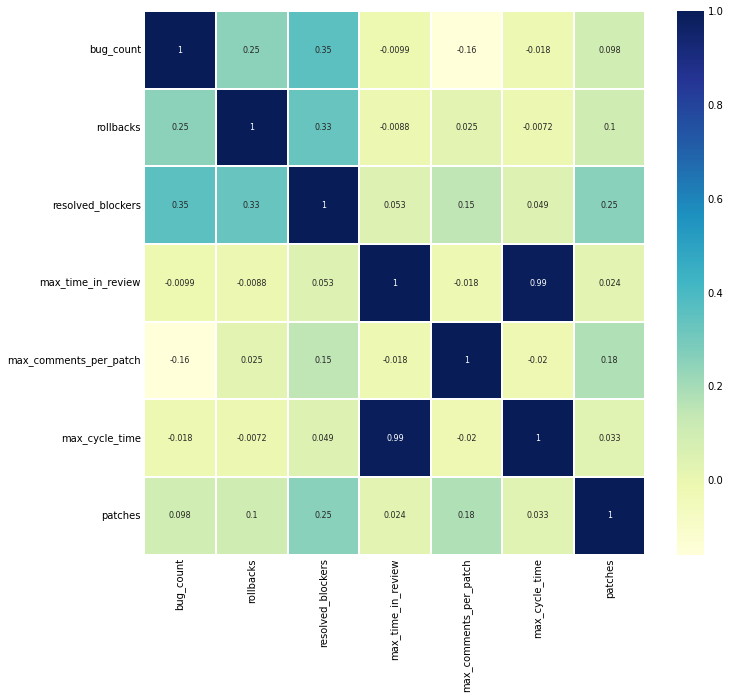 bug_count 1 0.25 0.35 -0.0099 -0.16 -0.018 0.098
rollbacks 0.25 1 0.33 -0.0088 0.025 -0.0072 0.1
resolved_blockers 0.35 0.33 1 0.053 0.15 0.049 0.25
max_time_in_review -0.0099 -0.0088 0.053 1 -0.018 0.99 0.024
max_comments_per_patch -0.16 0.025 0.15 -0.018 1 -0.02 0.18
max_cycle_time -0.018 -0.0072 0.049 0.99 -0.02 1 0.033
patches 0.098 0.1 0.25 0.024 0.18 0.033 1
bug_count
rollbacks
resolved_blockers
max_time_in_review
max_comments_per_patch
max_cycle_time
patches
1.0
0.8
0.6
0.4
0.2
0.0